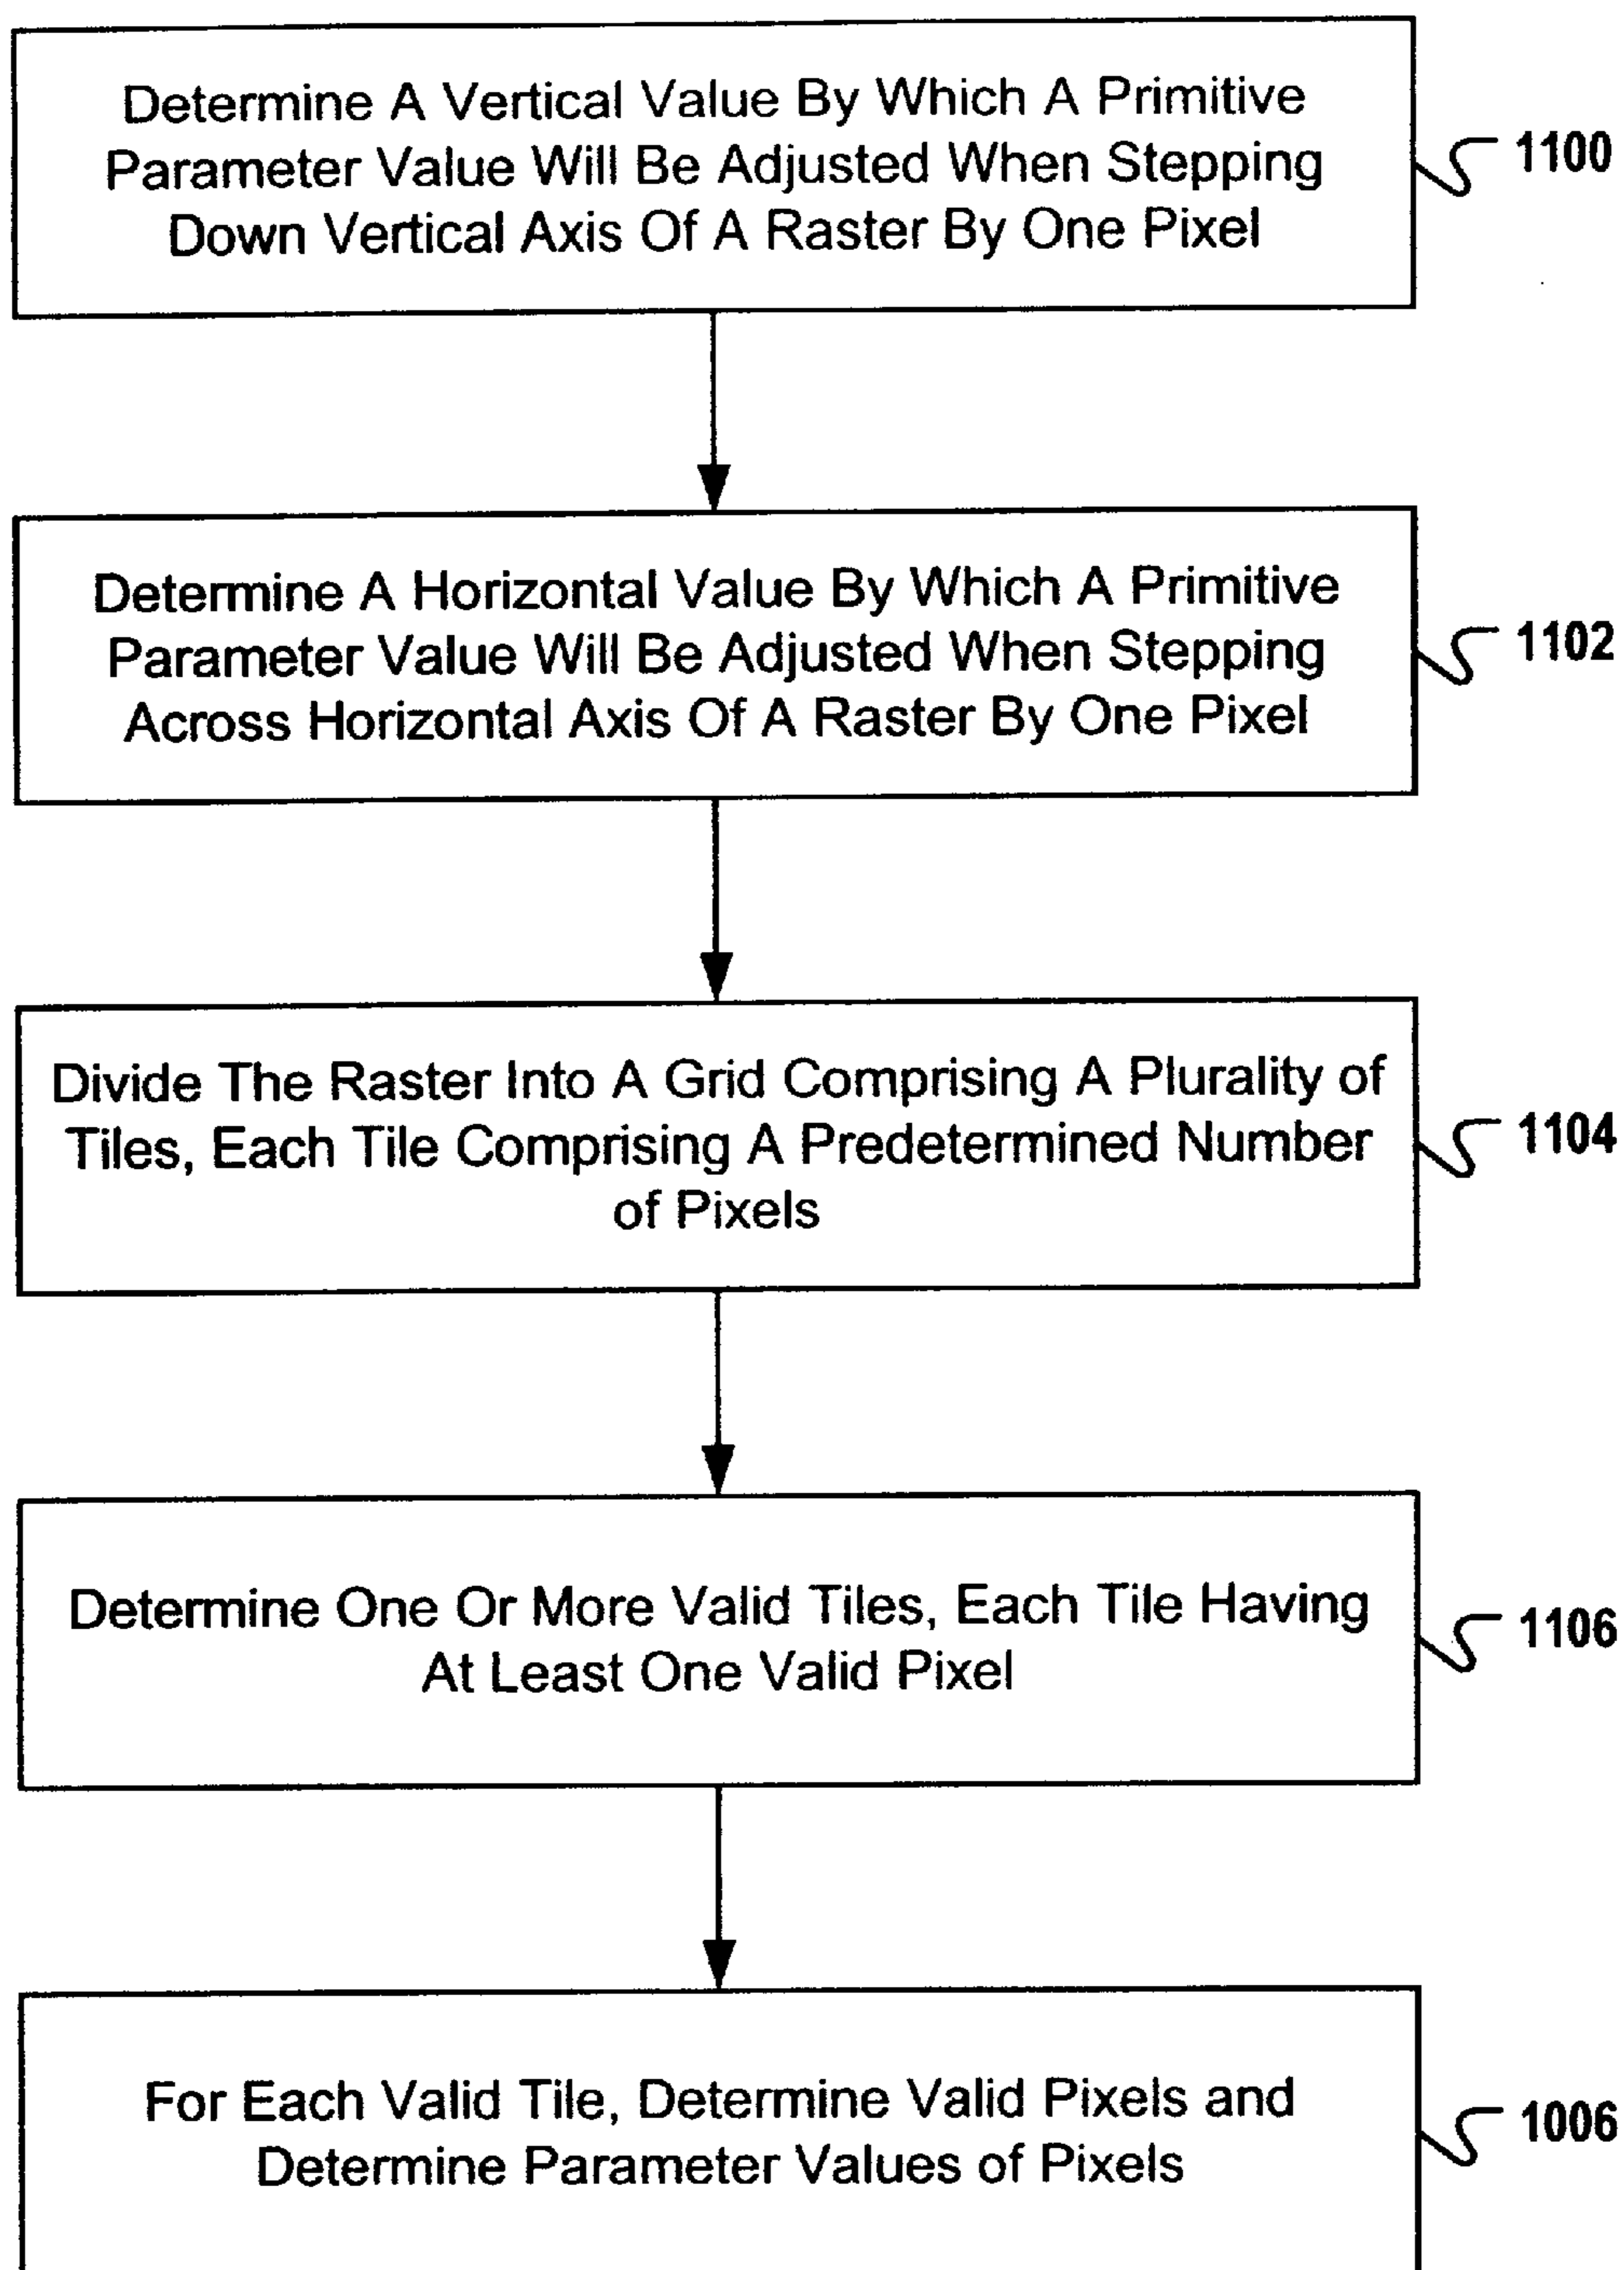 Determine A Vertical Value By Which A Primitive
Parameter Value Will Be Adjusted When Stepping
Down Vertical Axis Of A Raster By One Pixel
1100
Determine A Horizontal Value By Which A Primitive
Parameter Value Will Be Adjusted When Stepping
Across Horizontal Axis Of A Raster By One Pixel
1102
Divide The Raster Into A Grid Comprising A Plurality of
Tiles, Each Tile Comprising A Predetermined Number
of Pixels
1104
Determine One Or More Valid Tiles, Each Tile Having
At Least One Valid Pixel
1106
For Each Valid Tile, Determine Valid Pixels and
Determine Parameter Values of Pixels
1006